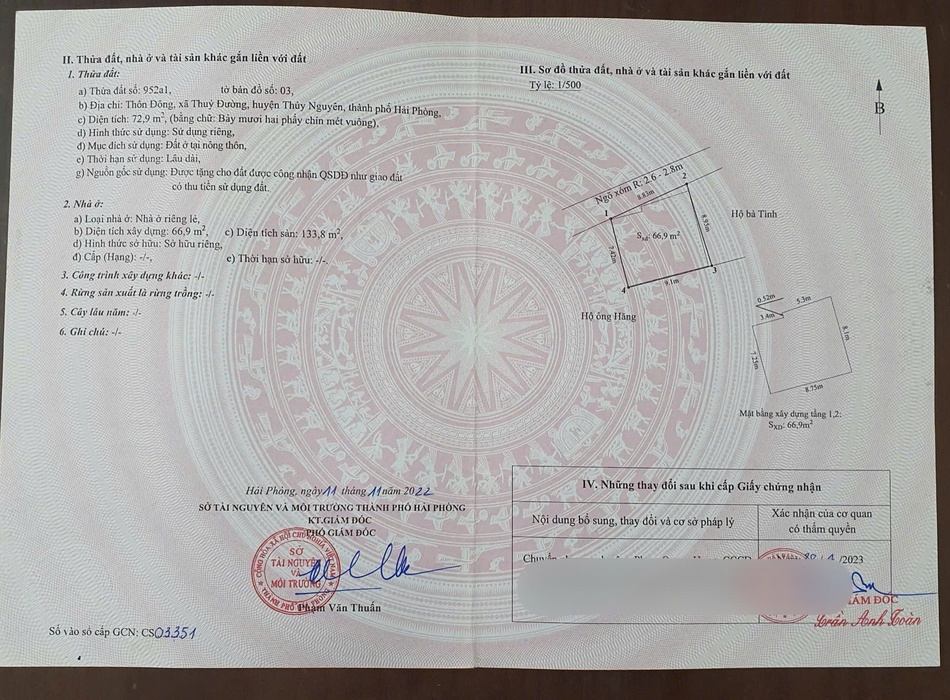 II. Thửa đất, nhà ở và tài sản khác gắn liền với đất
1. Thửa đất:
a) Thửa đất số: 952a1, tờ bản đồ số: 03,
b) Địa chỉ: Thôn Đông, xã Thuỷ Đường, huyện Thủy Nguyên, thành phố Hải Phòng,
c) Diện tích: 72,9 m², (bằng chữ: Bảy mươi hai phẩy chín mét vuông),
d) Hình thức sử dụng: Sử dụng riêng,
đ) Mục đích sử dụng: Đất ở tại nông thôn,
e) Thời hạn sử dụng: Lâu dài,
g) Nguồn gốc sử dụng: Được tặng cho đất được công nhận QSDĐ như giao đất
có thu tiền sử dụng đất.
2. Nhà ở:
a) Loại nhà ở: Nhà ở riêng lẻ,
b) Diện tích xây dựng: 66,9 m², c) Diện tích sàn: 133,8 m²,
d) Hình thức sở hữu: Sở hữu riêng,
đ) Cấp (Hạng): -/-, e) Thời hạn sở hữu: -/-.
3. Công trình xây dựng khác: -/-
4. Rừng sản xuất là rừng trồng: -/-
5. Cây lâu năm: -/-
6. Ghi chú: -/-
Hải Phòng, ngày 11 tháng 11 năm 2022
SỞ TÀI NGUYÊN VÀ MÔI TRƯỜNG THÀNH PHỐ HẢI PHÒNG
KT.GIÁM ĐỐC
PHÓ GIÁM ĐỐC
SỞ
TÀI NGUYÊN
VÀ
MÔI TRƯỜNG
Phạm Văn Thuấn
Số vào sổ cấp GCN: CS03351
III. Sơ đồ thửa đất, nhà ở và tài sản khác gắn liền với đất
Tỷ lệ: 1/500
B
Ngõ xóm R: 2.6 - 2.8m
8.83m
1
2
Hộ bà Tình
8.95m
Sxd: 66,9 m²
7.42m
3
4
9.1m
Hộ ông Hãng
0.52m
5.3m
3.4m
8.1m
7.25m
8.75m
Mặt bằng xây dựng tầng 1,2:
SXD: 66,9m²
IV. Những thay đổi sau khi cấp Giấy chứng nhận
Nội dung bổ sung, thay đổi và cơ sở pháp lý
Xác nhận của cơ quan
có thẩm quyền
/2023
GIÁM ĐỐC
Trần Anh Toàn